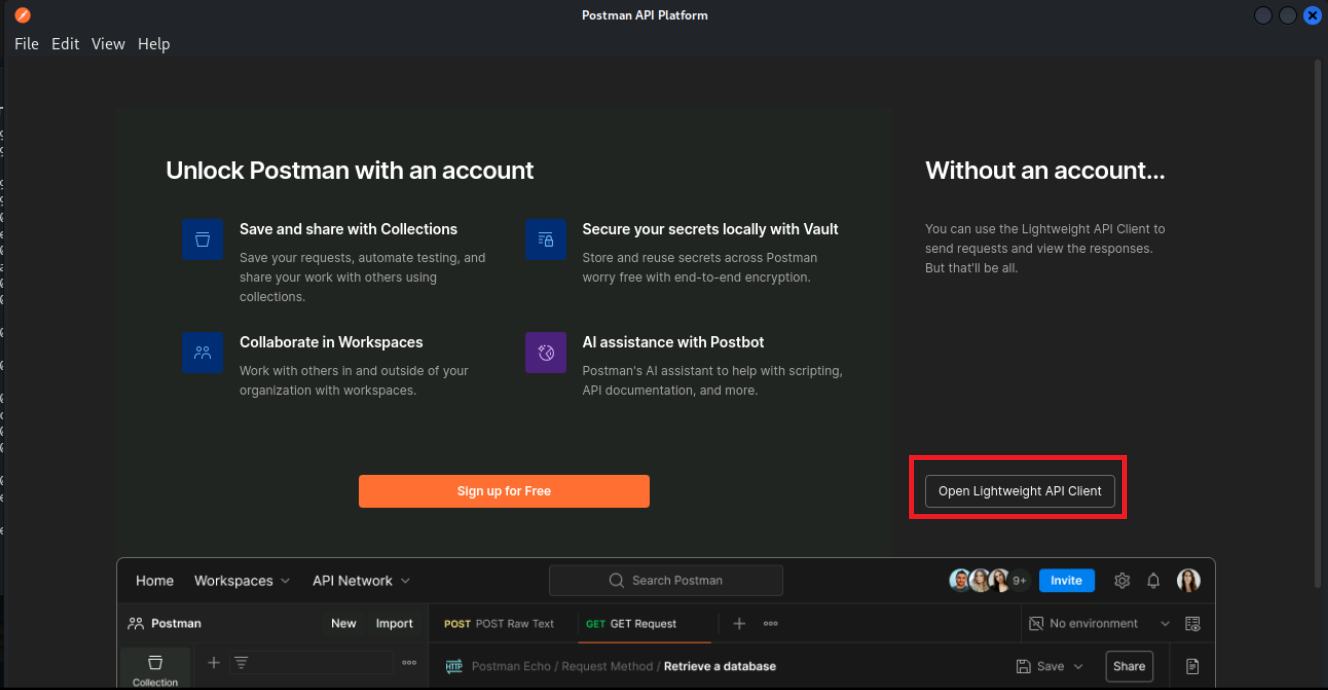 Postman API Platform
File Edit View Help
Unlock Postman with an account
Save and share with Collections
Save your requests, automate testing, and
share your work with others using
collections.
Secure your secrets locally with Vault
Store and reuse secrets across Postman
worry free with end-to-end encryption.
Collaborate in Workspaces
Work with others in and outside of your
organization with workspaces.
AI assistance with Postbot
Postman's AI assistant to help with scripting,
API documentation, and more.
Sign up for Free
Without an account...
You can use the Lightweight API Client to
send requests and view the responses.
But that'll be all.
Open Lightweight API Client
Home Workspaces API Network Search Postman 9+ Invite
Postman New Import POST POST Raw Text GET GET Request No environment
HTTP Postman Echo / Request Method / Retrieve a database Save Share
Collection